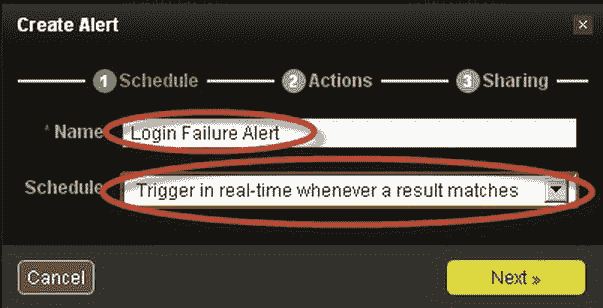 Create Alert
1 Schedule 2 Actions 3 Sharing
* Name Login Failure Alert
Schedule Trigger in real-time whenever a result matches
Cancel Next »